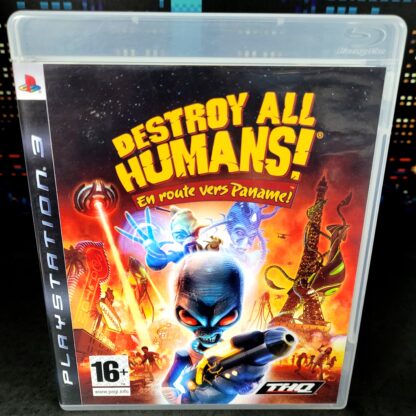 Blu-ray Disc
PLAYSTATION 3
DESTROY ALL
HUMANS!®
En route vers Paname!
16+
www.pegi.info
THQ